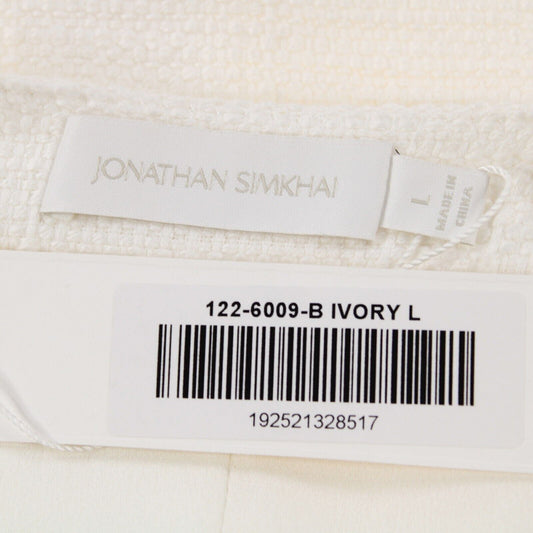 JONATHAN SIMKHAI
L
MADE IN
CHINA
122-6009-B IVORY L
192521328517